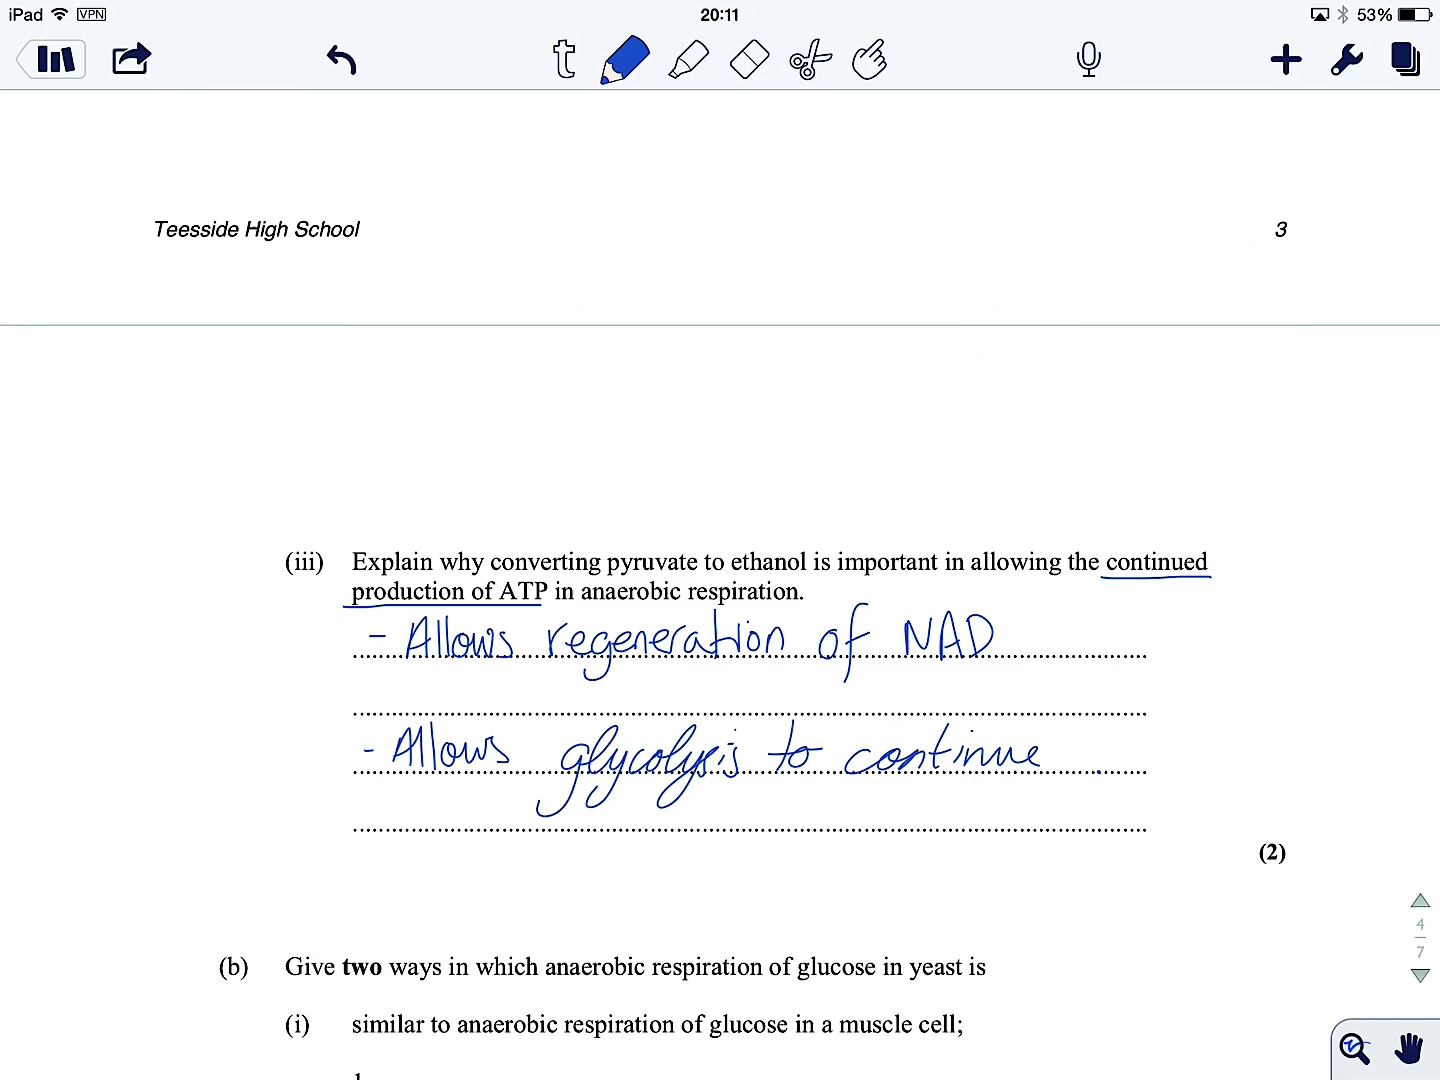 iPad VPN 20:11 53%
t
Teesside High School 3
(iii) Explain why converting pyruvate to ethanol is important in allowing the continued
production of ATP in anaerobic respiration.
- Allows regeneration of NAD
- Allows glycolysis to continue
(2)
4
7
(b) Give two ways in which anaerobic respiration of glucose in yeast is
(i) similar to anaerobic respiration of glucose in a muscle cell;